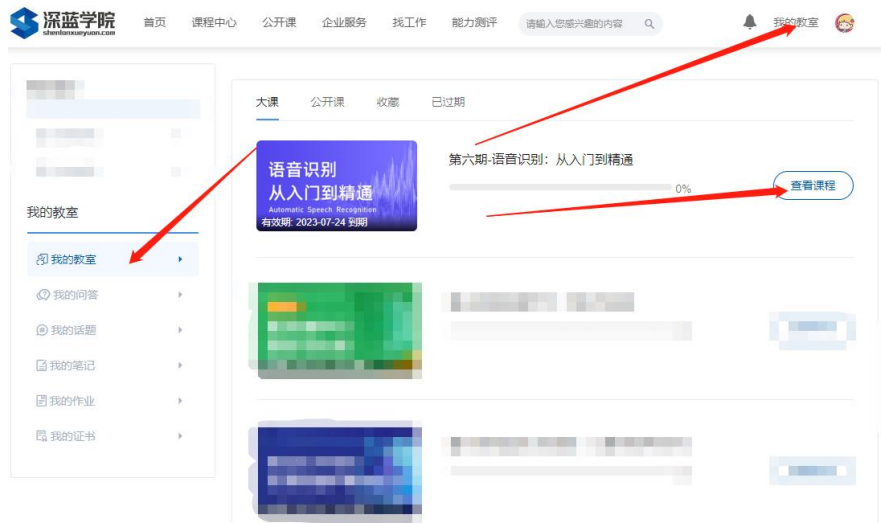 深蓝学院
shenlanxueyuan.com
首页 课程中心 公开课 企业服务 找工作 能力测评 请输入您感兴趣的内容 我的教室
大课 公开课 收藏 已过期
语音识别
从入门到精通
Automatic Speech Recognition
有效期: 2023-07-24 到期
第六期-语音识别：从入门到精通
0%
查看课程
我的教室
我的教室
我的问答
我的话题
我的笔记
我的作业
我的证书